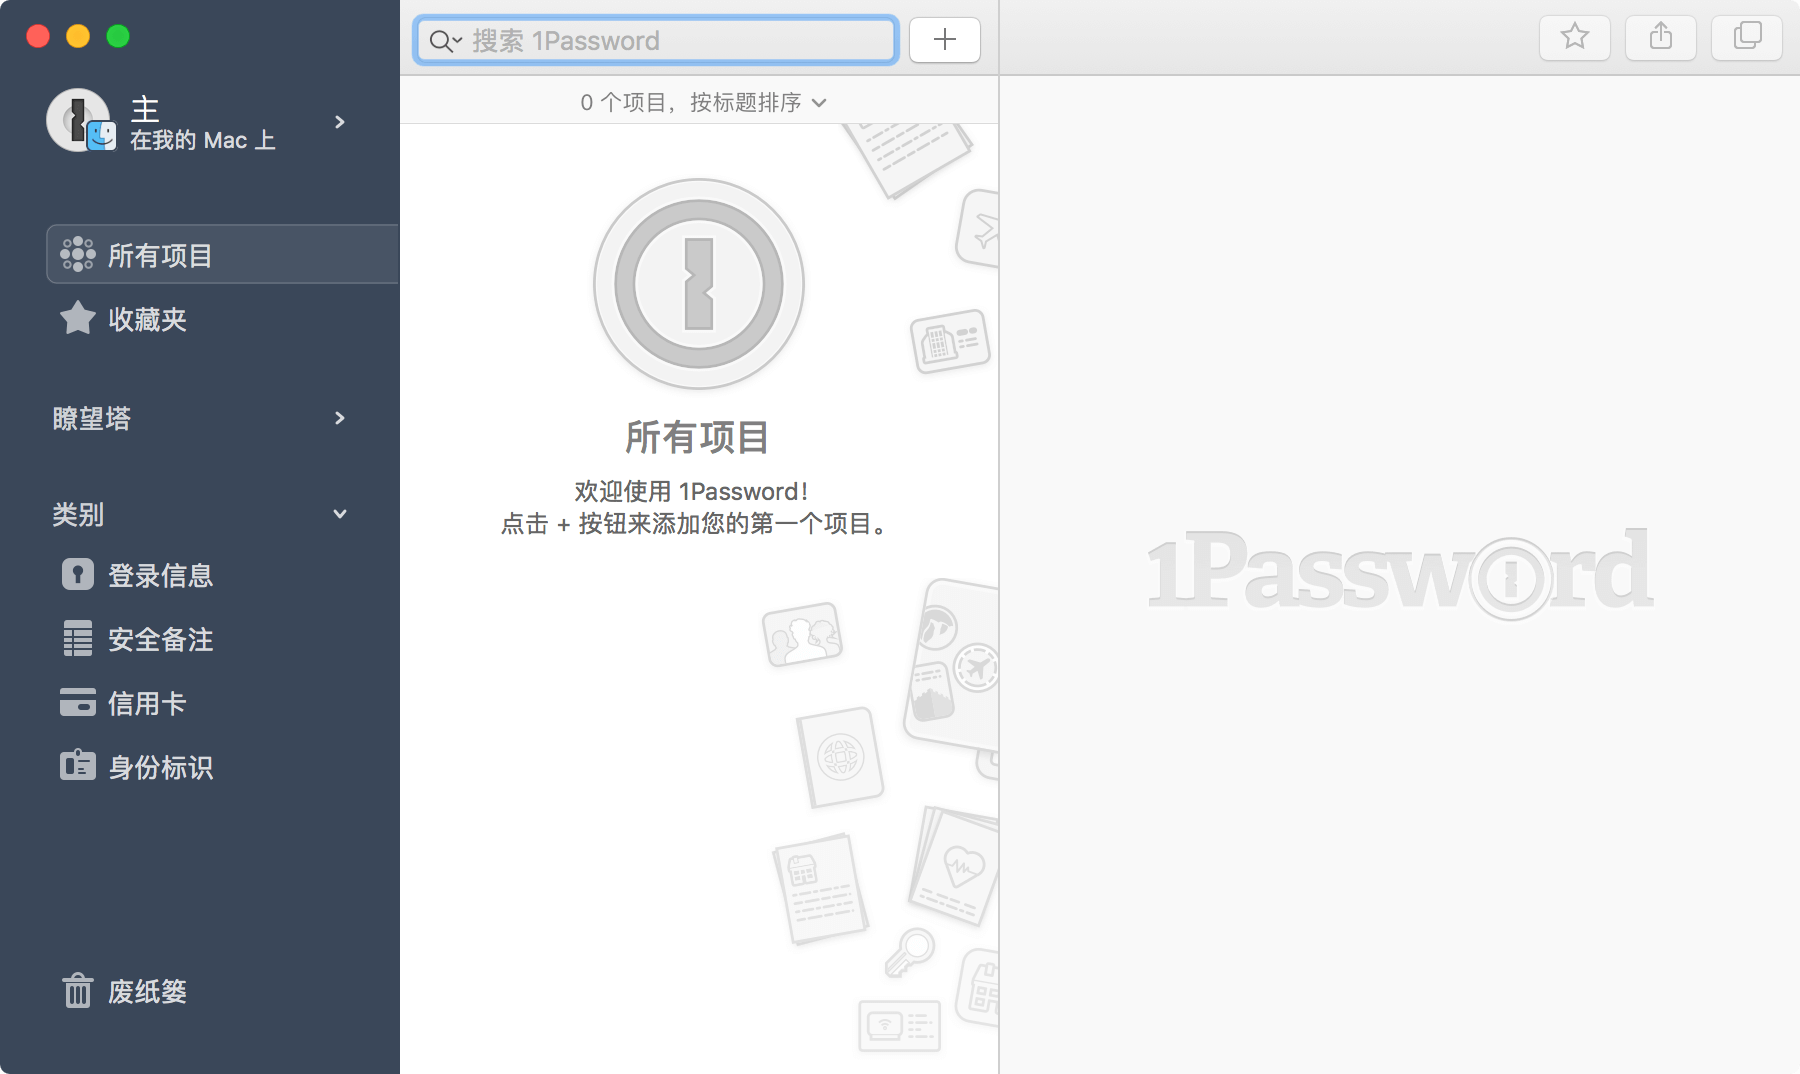 主
在我的 Mac 上
所有项目
收藏夹
瞭望塔
类别
登录信息
安全备注
信用卡
身份标识
废纸篓
搜索 1Password
0 个项目，按标题排序
所有项目
欢迎使用 1Password！
点击 + 按钮来添加您的第一个项目。
1Password